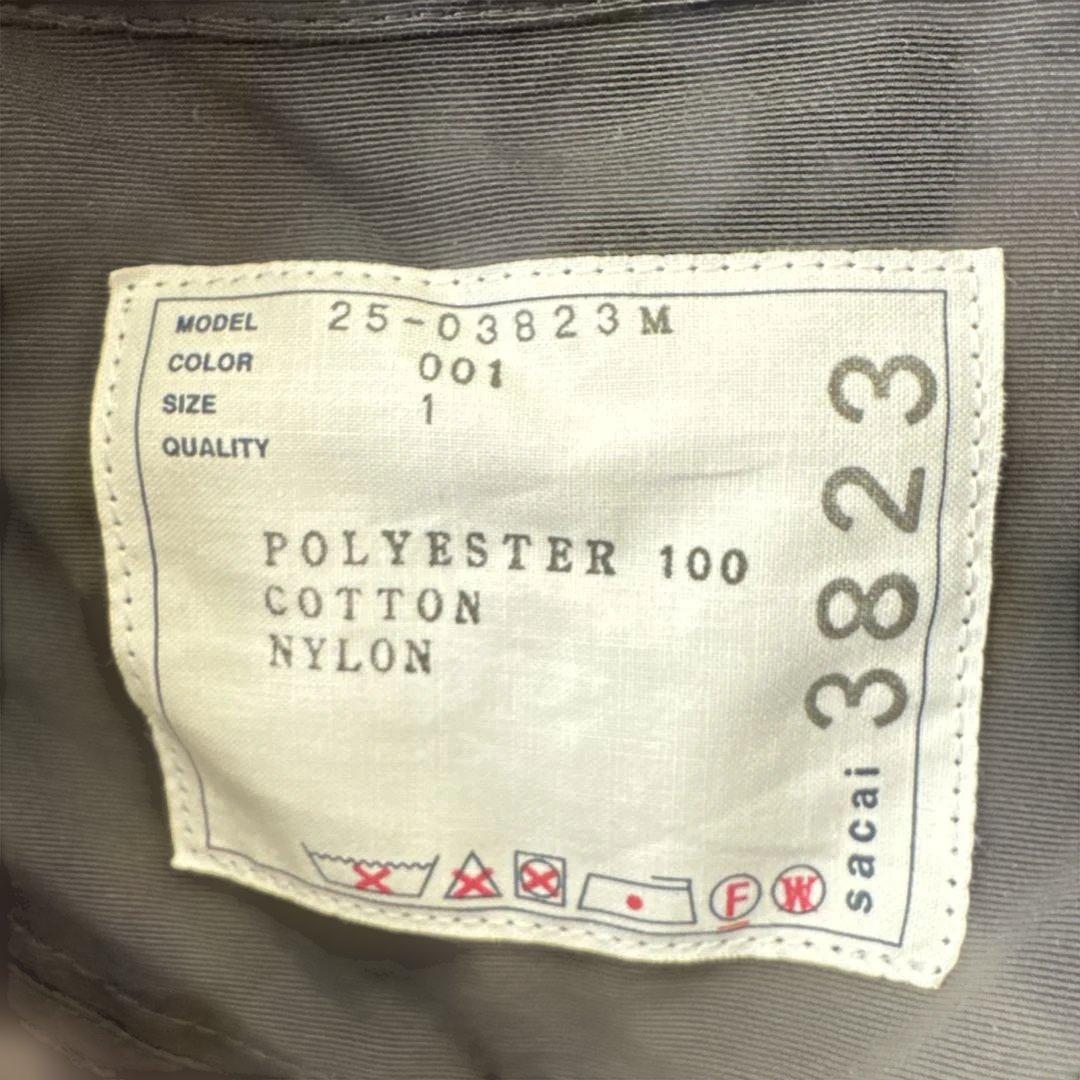 MODEL 25-03823M
COLOR 001
SIZE 1
QUALITY
POLYESTER 100
COTTON
NYLON
F W
sacai 3823